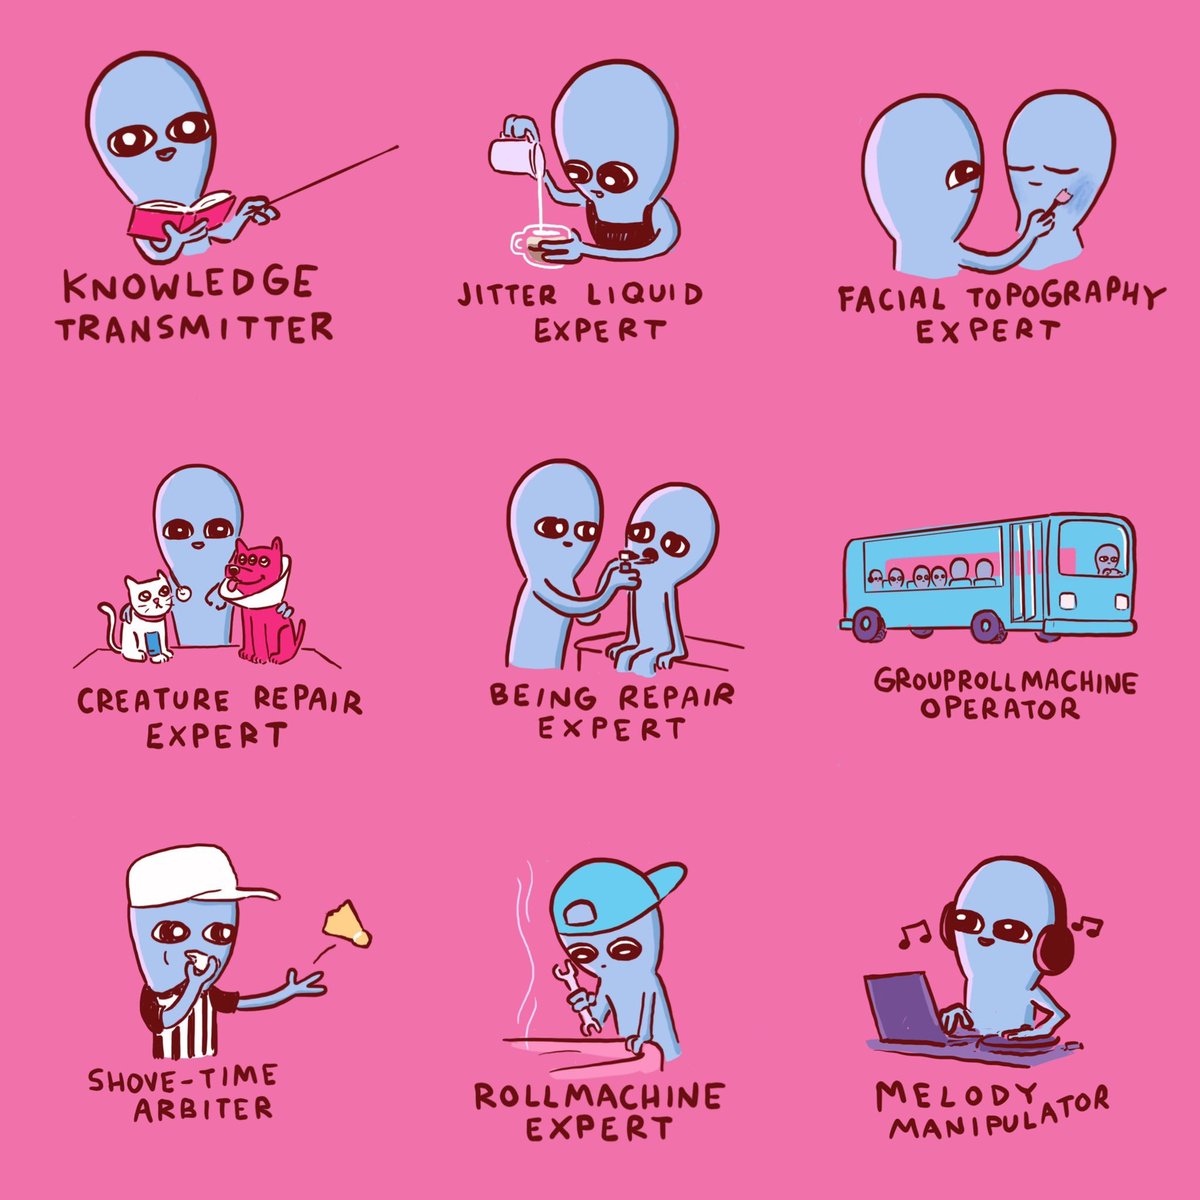 KNOWLEDGE
TRANSMITTER
JITTER LIQUID
EXPERT
FACIAL TOPOGRAPHY
EXPERT
CREATURE REPAIR
EXPERT
BEING REPAIR
EXPERT
GROUPROLLMACHINE
OPERATOR
SHOVE-TIME
ARBITER
ROLLMACHINE
EXPERT
MELODY
MANIPULATOR